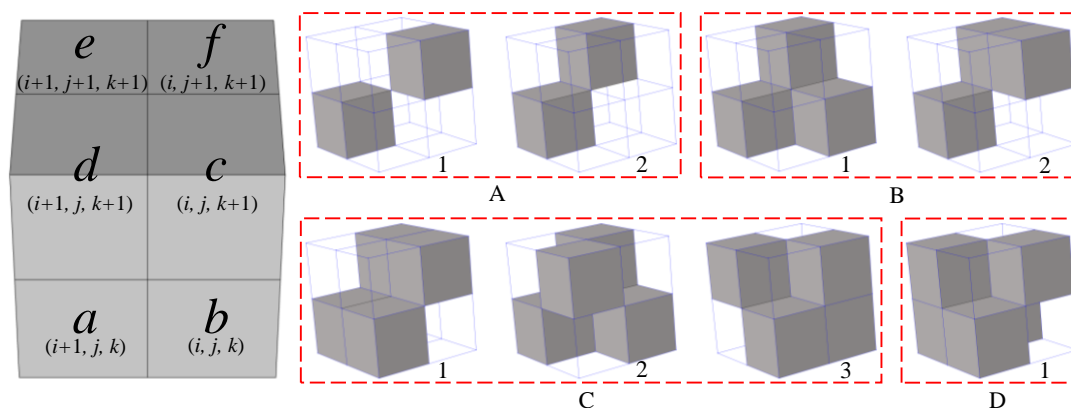 e f
(i+1, j+1, k+1) (i, j+1, k+1)
d c
(i+1, j, k+1) (i, j, k+1)
a b
(i+1, j, k) (i, j, k)
1 2
A
1 2
B
1 2 3
C
1
D